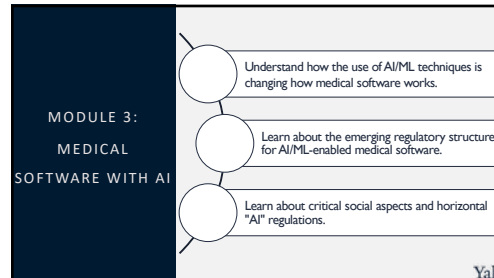 MODULE 3:
MEDICAL
SOFTWARE WITH AI
Understand how the use of AI/ML techniques is
changing how medical software works.
Learn about the emerging regulatory structure
for AI/ML-enabled medical software.
Learn about critical social aspects and horizontal
"AI" regulations.